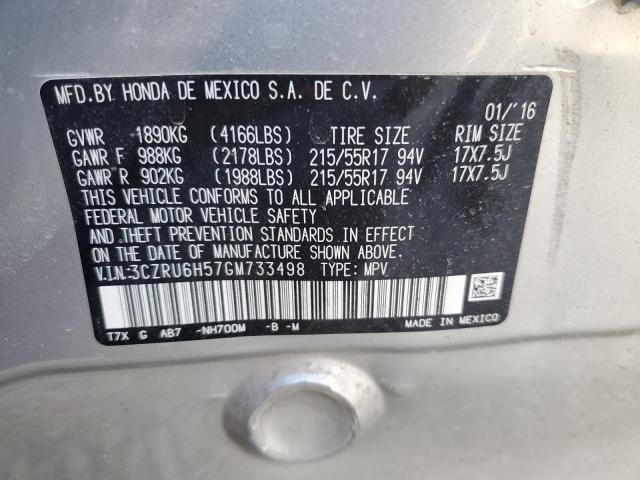 MFD.BY HONDA DE MEXICO S.A. DE C.V.
01/'16
GVWR 1890KG (4166LBS) TIRE SIZE RIM SIZE
GAWR F 988KG (2178LBS) 215/55R17 94V 17X7.5J
GAWR R 902KG (1988LBS) 215/55R17 94V 17X7.5J
THIS VEHICLE CONFORMS TO ALL APPLICABLE
FEDERAL MOTOR VEHICLE SAFETY
AND THEFT PREVENTION STANDARDS IN EFFECT
ON THE DATE OF MANUFACTURE SHOWN ABOVE.
V.I.N:3CZRU6H57GM733498 TYPE: MPV
T7X G AB7 -NH700M -B -M MADE IN MEXICO